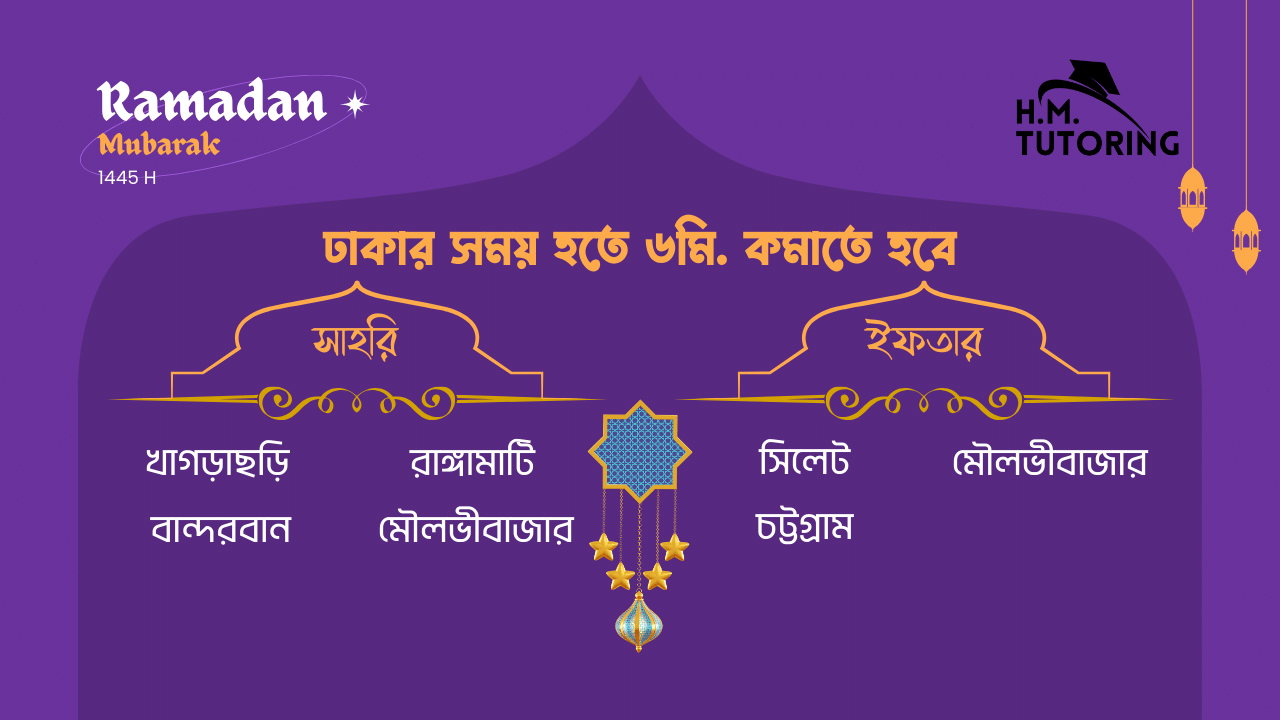 Ramadan
Mubarak
1445 H
H.M.
TUTORING
ঢাকার সময় হতে ৬মি. কমাতে হবে
সাহরি
ইফতার
খাগড়াছড়ি রাঙ্গামাটি
বান্দরবান মৌলভীবাজার
সিলেট মৌলভীবাজার
চট্টগ্রাম